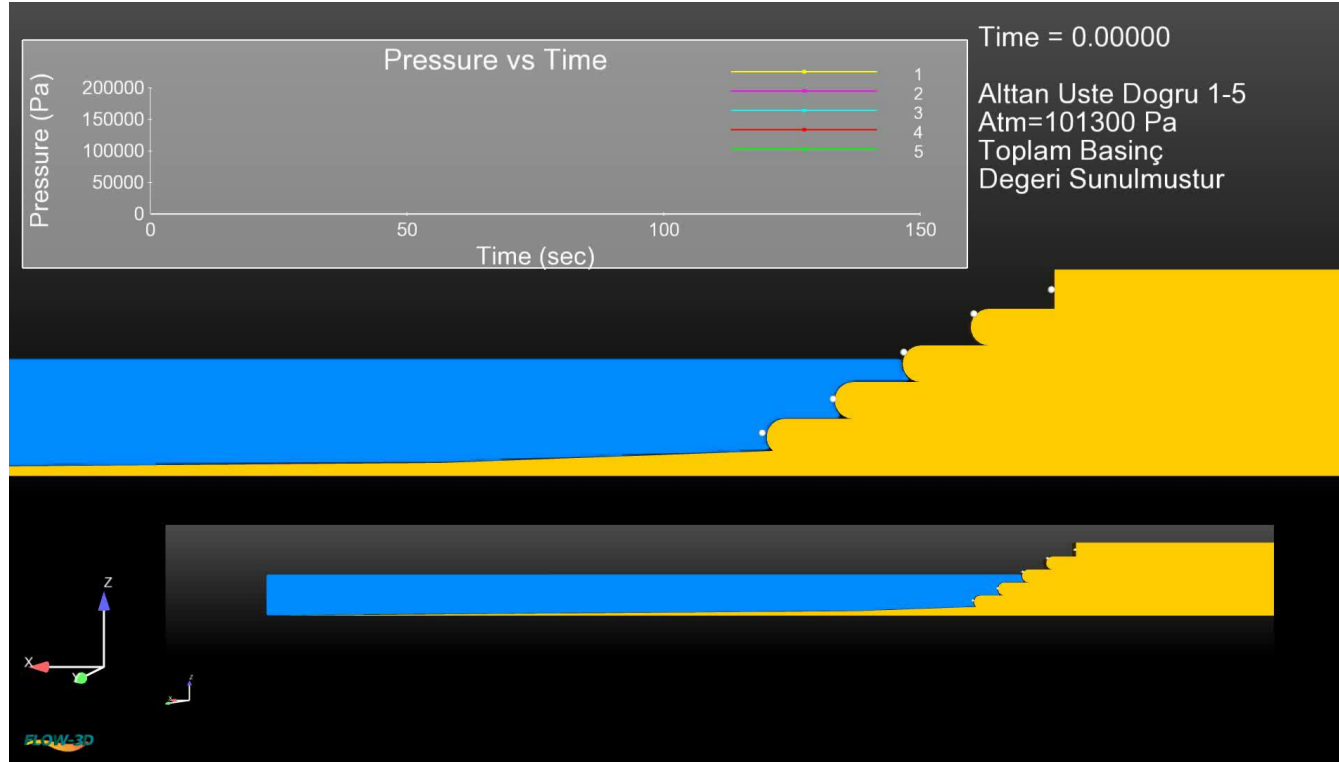 Pressure vs Time
Pressure (Pa)
200000
150000
100000
50000
0
0
50
100
150
Time (sec)
1
2
3
4
5
Time = 0.00000
Alttan Uste Dogru 1-5
Atm=101300 Pa
Toplam Basinç
Degeri Sunulmustur
Z
X
Y
z
x
FLOW-3D